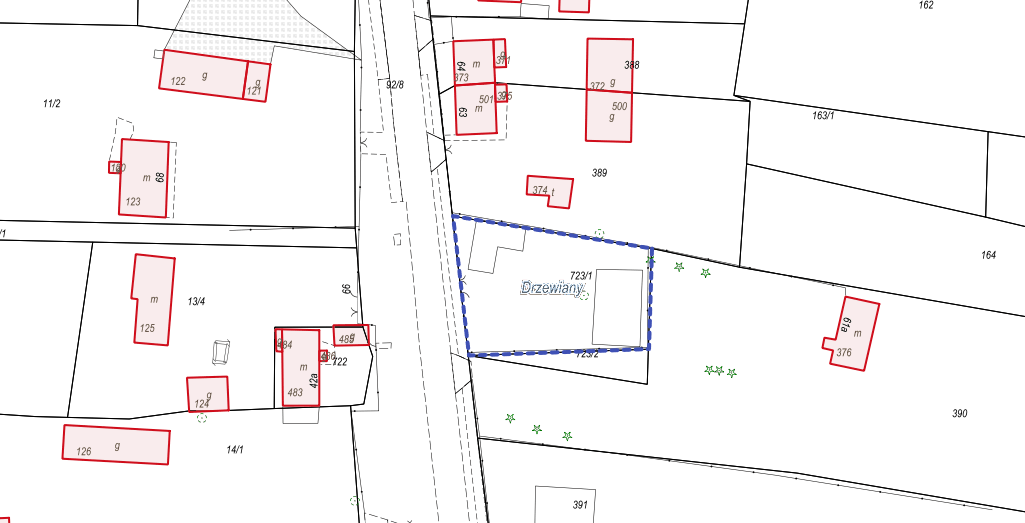 162
64
m
g
371
373
g
122
g
121
388
372
g
92/8
501
395
m
63
500
g
11/2
163/1
389
m
68
123
374 t
/1
164
723/1
Drzewiany
66
13/4
m
125
61a
m
376
g
485
484
486
722
m
42a
483
723/2
g
124
390
126
g
14/1
391